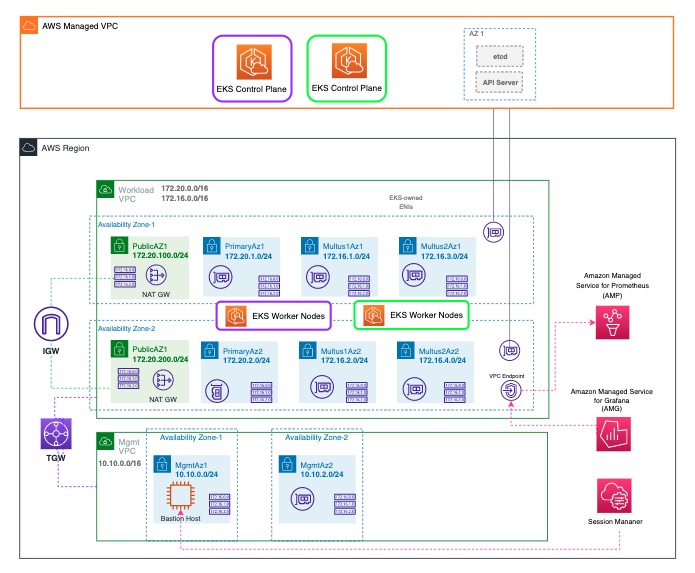 AWS Managed VPC
AZ 1
etcd
API Server
EKS Control Plane
EKS Control Plane
AWS Region
Workload
VPC
172.20.0.0/16
172.16.0.0/16
EKS-owned
ENIs
Availability Zone-1
PublicAZ1
172.20.100.0/24
NAT GW
PrimaryAz1
172.20.1.0/24
Multus1AZ1
172.16.1.0/24
Multus2AZ1
172.16.3.0/24
EKS Worker Nodes
EKS Worker Nodes
Availability Zone-2
PublicAZ1
172.20.200.0/24
NAT GW
PrimaryAz2
172.20.2.0/24
Multus1Az2
172.16.2.0/24
Multus2Az2
172.16.4.0/24
VPC Endpoint
IGW
TGW
Amazon Managed
Service for Prometheus
(AMP)
Amazon Managed Service
for Grafana
(AMG)
Mgmt
VPC
10.10.0.0/16
Availability Zone-1
MgmtAz1
10.10.0.0/24
Bastion Host
Availability Zone-2
MgmtAz2
10.10.2.0/24
Session Mananer